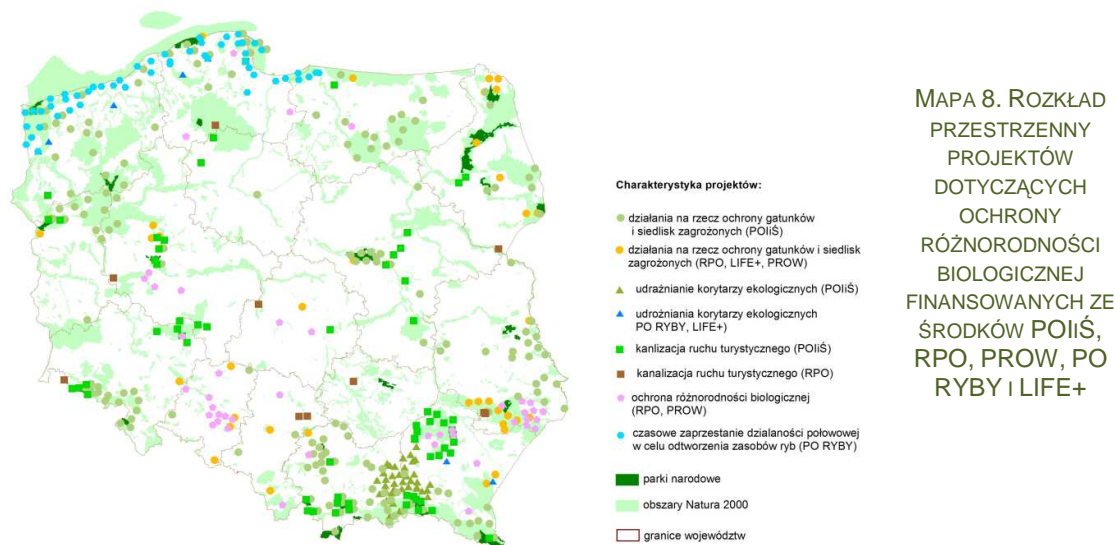 Charakterystyka projektów:
działania na rzecz ochrony gatunków
i siedlisk zagrożonych (POIiŚ)
działania na rzecz ochrony gatunków i siedlisk
zagrożonych (RPO, LIFE+, PROW)
udrażnianie korytarzy ekologicznych (POIiŚ)
udrożniania korytarzy ekologicznych
PO RYBY, LIFE+)
kanlizacja ruchu turystycznego (POIiŚ)
kanalizacja ruchu turystycznego (RPO)
ochrona różnorodności biologicznej
(RPO, PROW)
czasowe zaprzestanie dzialaności połowowej
w celu odtworzenia zasobów ryb (PO RYBY)
parki narodowe
obszary Natura 2000
granice województw
MAPA 8. ROZKŁAD
PRZESTRZENNY
PROJEKTÓW
DOTYCZĄCYCH
OCHRONY
RÓŻNORODNOŚCI
BIOLOGICZNEJ
FINANSOWANYCH ZE
ŚRODKÓW POIIŚ,
RPO, PROW, PO
RYBY I LIFE+